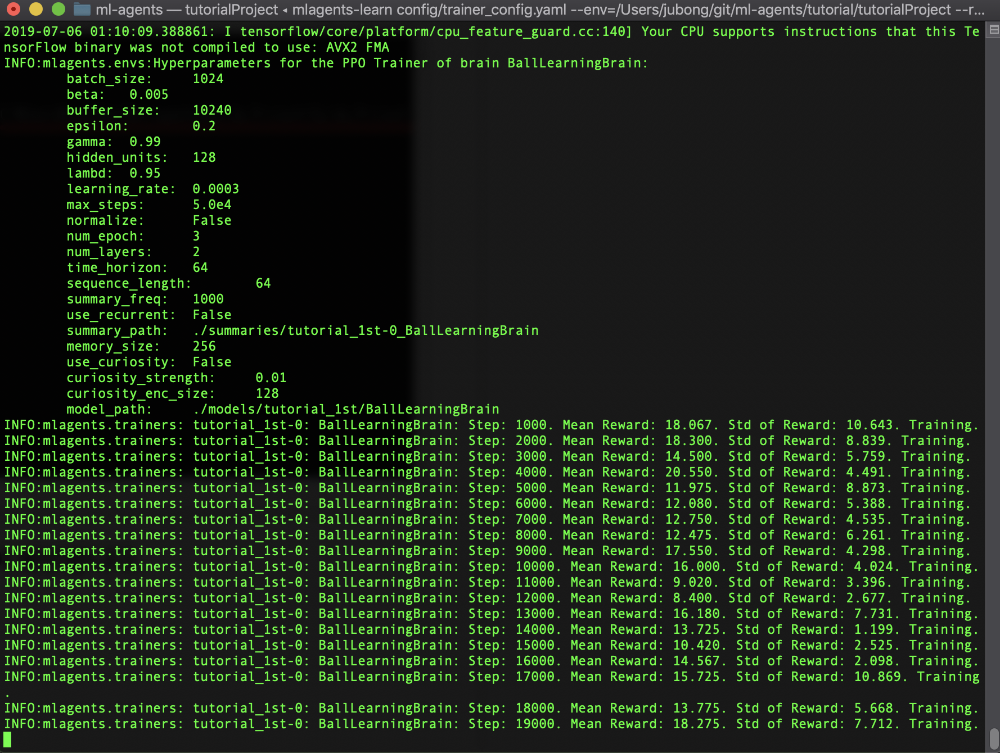 ml-agents — tutorialProject ◂ mlagents-learn config/trainer_config.yaml --env=/Users/jubong/git/ml-agents/tutorial/tutorialProject --r...
2019-07-06 01:10:09.388861: I tensorflow/core/platform/cpu_feature_guard.cc:140] Your CPU supports instructions that this Te
nsorFlow binary was not compiled to use: AVX2 FMA
INFO:mlagents.envs:Hyperparameters for the PPO Trainer of brain BallLearningBrain:
batch_size: 1024
beta: 0.005
buffer_size: 10240
epsilon: 0.2
gamma: 0.99
hidden_units: 128
lambd: 0.95
learning_rate: 0.0003
max_steps: 5.0e4
normalize: False
num_epoch: 3
num_layers: 2
time_horizon: 64
sequence_length: 64
summary_freq: 1000
use_recurrent: False
summary_path: ./summaries/tutorial_1st-0_BallLearningBrain
memory_size: 256
use_curiosity: False
curiosity_strength: 0.01
curiosity_enc_size: 128
model_path: ./models/tutorial_1st/BallLearningBrain
INFO:mlagents.trainers: tutorial_1st-0: BallLearningBrain: Step: 1000. Mean Reward: 18.067. Std of Reward: 10.643. Training.
INFO:mlagents.trainers: tutorial_1st-0: BallLearningBrain: Step: 2000. Mean Reward: 18.300. Std of Reward: 8.839. Training.
INFO:mlagents.trainers: tutorial_1st-0: BallLearningBrain: Step: 3000. Mean Reward: 14.500. Std of Reward: 5.759. Training.
INFO:mlagents.trainers: tutorial_1st-0: BallLearningBrain: Step: 4000. Mean Reward: 20.550. Std of Reward: 4.491. Training.
INFO:mlagents.trainers: tutorial_1st-0: BallLearningBrain: Step: 5000. Mean Reward: 11.975. Std of Reward: 8.873. Training.
INFO:mlagents.trainers: tutorial_1st-0: BallLearningBrain: Step: 6000. Mean Reward: 12.080. Std of Reward: 5.388. Training.
INFO:mlagents.trainers: tutorial_1st-0: BallLearningBrain: Step: 7000. Mean Reward: 12.750. Std of Reward: 4.535. Training.
INFO:mlagents.trainers: tutorial_1st-0: BallLearningBrain: Step: 8000. Mean Reward: 12.475. Std of Reward: 6.261. Training.
INFO:mlagents.trainers: tutorial_1st-0: BallLearningBrain: Step: 9000. Mean Reward: 17.550. Std of Reward: 4.298. Training.
INFO:mlagents.trainers: tutorial_1st-0: BallLearningBrain: Step: 10000. Mean Reward: 16.000. Std of Reward: 4.024. Training.
INFO:mlagents.trainers: tutorial_1st-0: BallLearningBrain: Step: 11000. Mean Reward: 9.020. Std of Reward: 3.396. Training.
INFO:mlagents.trainers: tutorial_1st-0: BallLearningBrain: Step: 12000. Mean Reward: 8.400. Std of Reward: 2.677. Training.
INFO:mlagents.trainers: tutorial_1st-0: BallLearningBrain: Step: 13000. Mean Reward: 16.180. Std of Reward: 7.731. Training.
INFO:mlagents.trainers: tutorial_1st-0: BallLearningBrain: Step: 14000. Mean Reward: 13.725. Std of Reward: 1.199. Training.
INFO:mlagents.trainers: tutorial_1st-0: BallLearningBrain: Step: 15000. Mean Reward: 10.420. Std of Reward: 2.525. Training.
INFO:mlagents.trainers: tutorial_1st-0: BallLearningBrain: Step: 16000. Mean Reward: 14.567. Std of Reward: 2.098. Training.
INFO:mlagents.trainers: tutorial_1st-0: BallLearningBrain: Step: 17000. Mean Reward: 15.725. Std of Reward: 10.869. Training
.
INFO:mlagents.trainers: tutorial_1st-0: BallLearningBrain: Step: 18000. Mean Reward: 13.775. Std of Reward: 5.668. Training.
INFO:mlagents.trainers: tutorial_1st-0: BallLearningBrain: Step: 19000. Mean Reward: 18.275. Std of Reward: 7.712. Training.